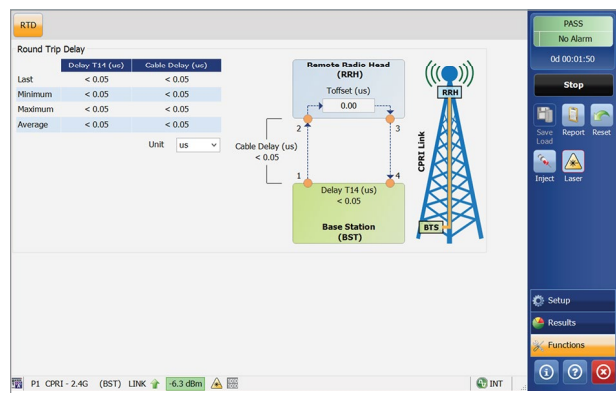 RTD
Round Trip Delay
Delay T14 (us) Cable Delay (us)
Last < 0.05 < 0.05
Minimum < 0.05 < 0.05
Maximum < 0.05 < 0.05
Average < 0.05 < 0.05
Unit us
Remote Radio Head
(RRH)
Toffset (us)
0.00
2 3
Cable Delay (us)
< 0.05
1 4
Delay T14 (us)
< 0.05
Base Station
(BST)
RRH
CPRI Link
BTS
PASS
No Alarm
0d 00:01:50
Stop
Save
Load
Report
Reset
Inject
Laser
Setup
Results
Functions
P1 CPRI - 2.4G (BST) LINK -6.3 dBm INT